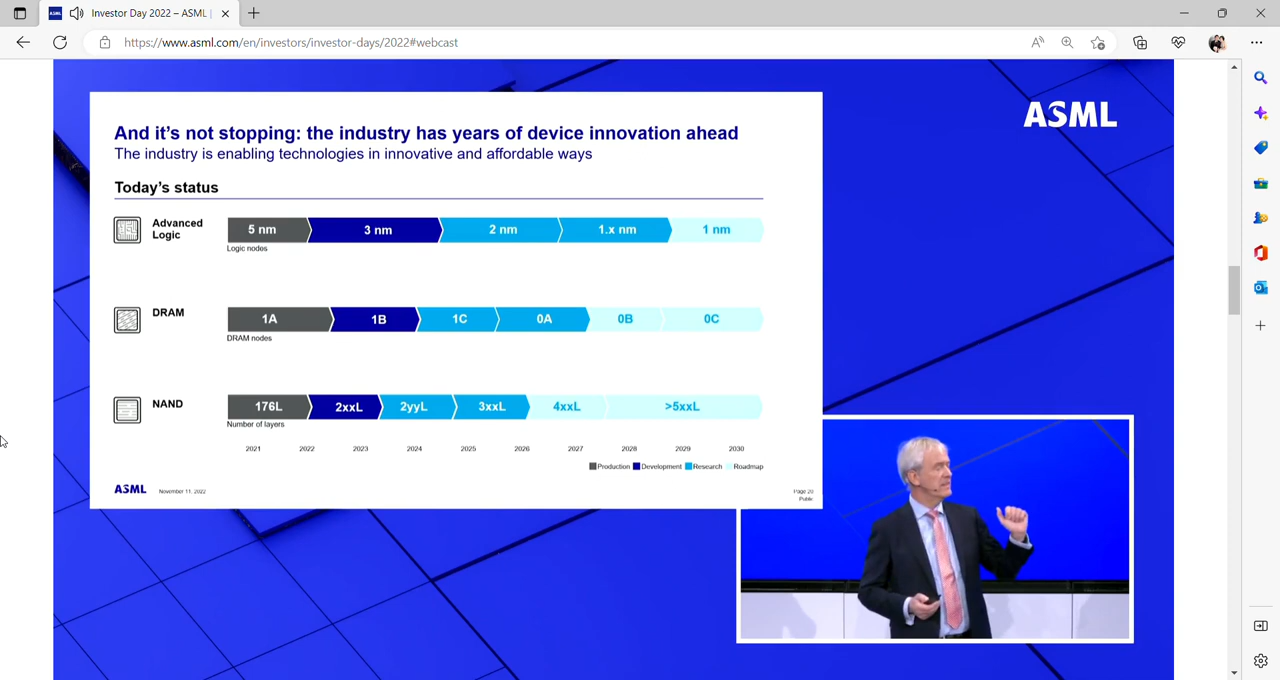 Investor Day 2022 – ASML |
https://www.asml.com/en/investors/investor-days/2022#webcast
ASML
And it's not stopping: the industry has years of device innovation ahead
The industry is enabling technologies in innovative and affordable ways
Today's status
Advanced
Logic
5 nm 3 nm 2 nm 1.x nm 1 nm
Logic nodes
DRAM
1A 1B 1C 0A 0B 0C
DRAM nodes
NAND
176L 2xxL 2yyL 3xxL 4xxL >5xxL
Number of layers
2021 2022 2023 2024 2025 2026 2027 2028 2029 2030
Production Development Research Roadmap
ASML November 11, 2022
Page 20
Public